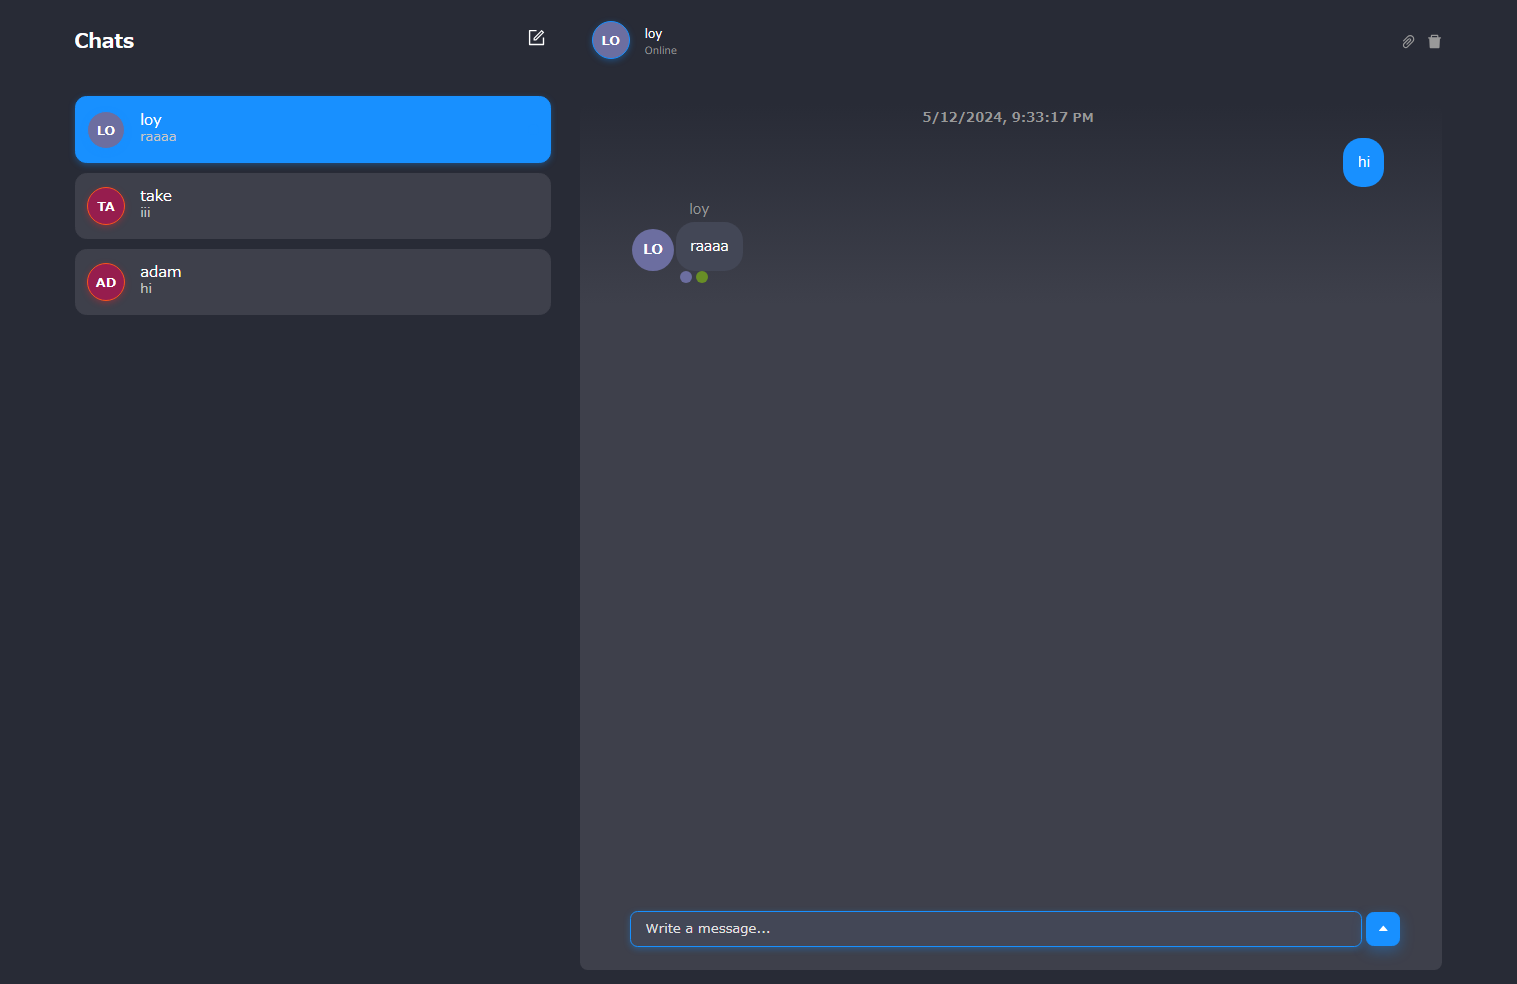 Chats
LO
loy
raaaa
TA
take
iii
AD
adam
hi
LO
loy
Online
5/12/2024, 9:33:17 PM
hi
loy
LO
raaaa
Write a message...